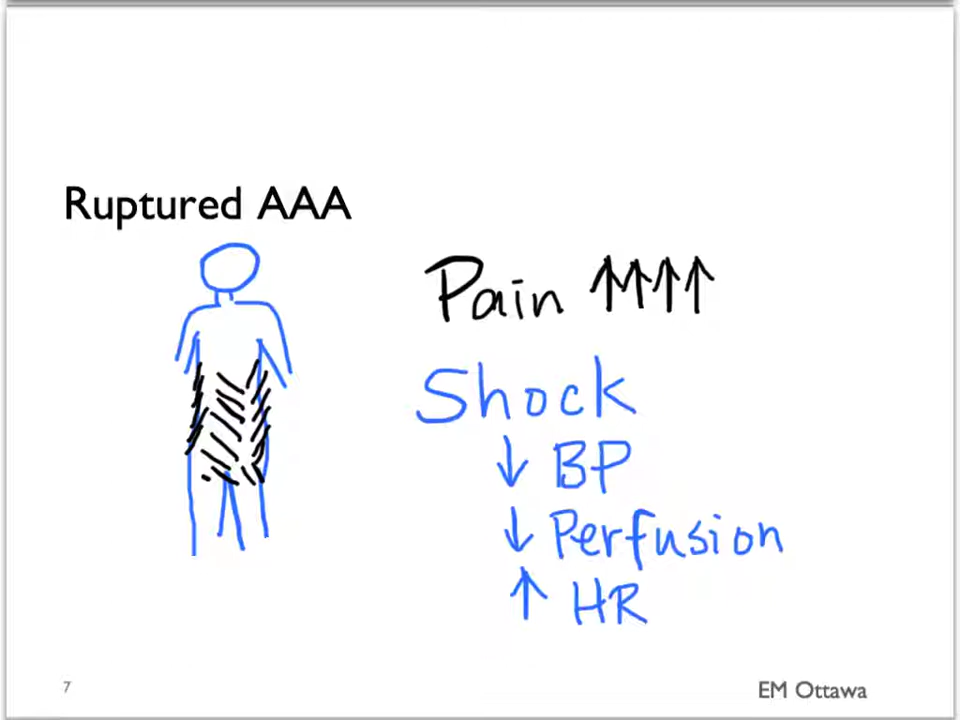 Ruptured AAA
Pain ↑↑↑↑
Shock
↓ BP
↓ Perfusion
↑ HR
7
EM Ottawa